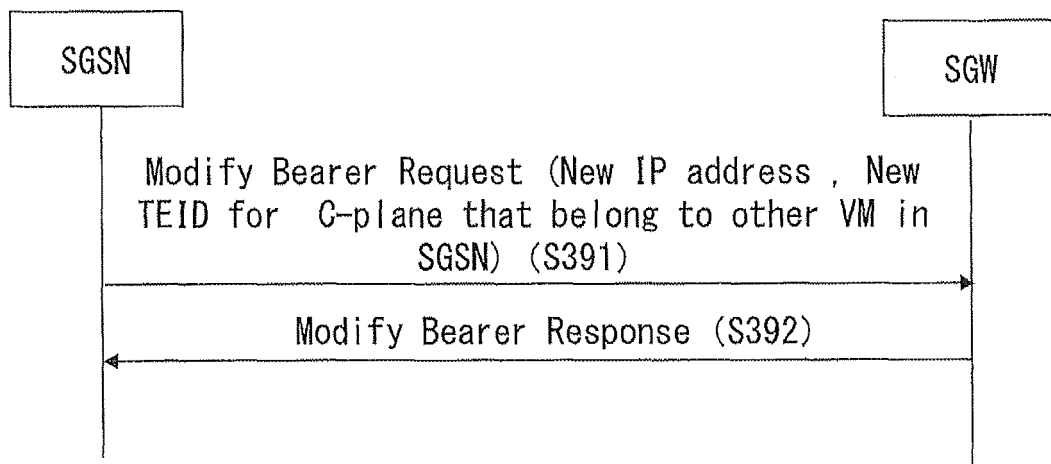 SGSN
SGW
Modify Bearer Request (New IP address , New
TEID for C-plane that belong to other VM in
SGSN) (S391)
Modify Bearer Response (S392)